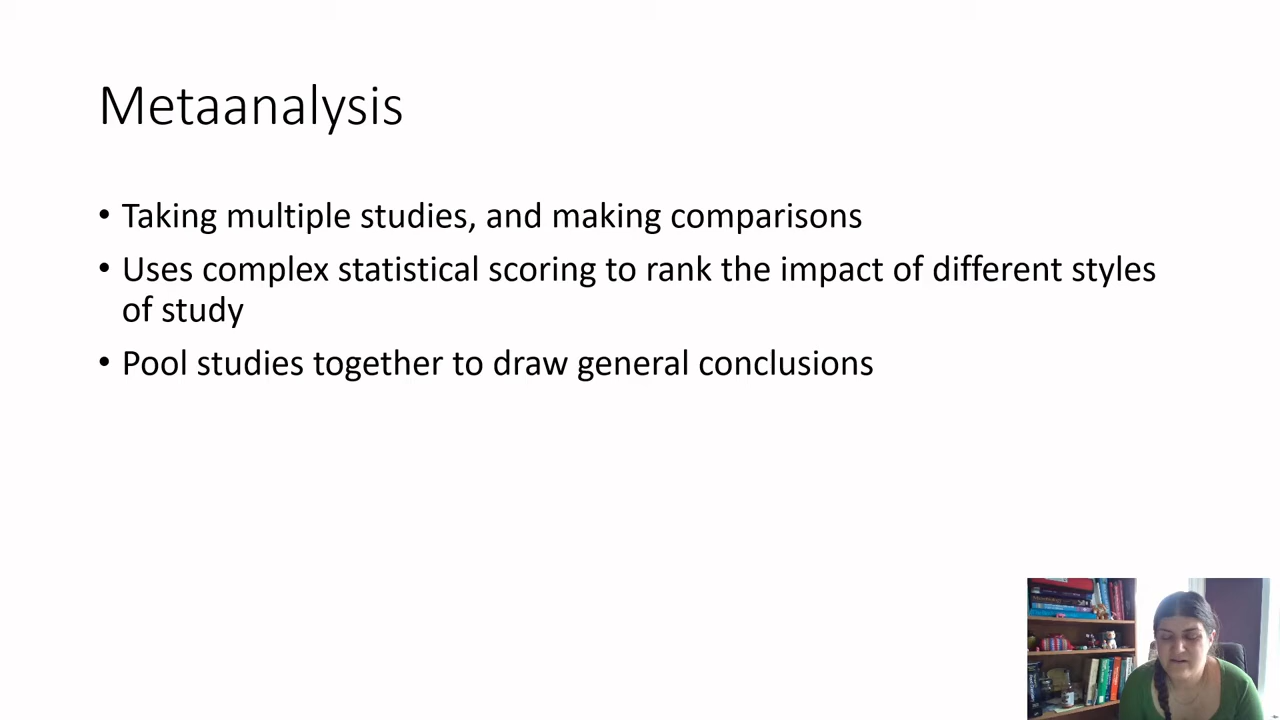 Metaanalysis
• Taking multiple studies, and making comparisons
• Uses complex statistical scoring to rank the impact of different styles
of study
• Pool studies together to draw general conclusions